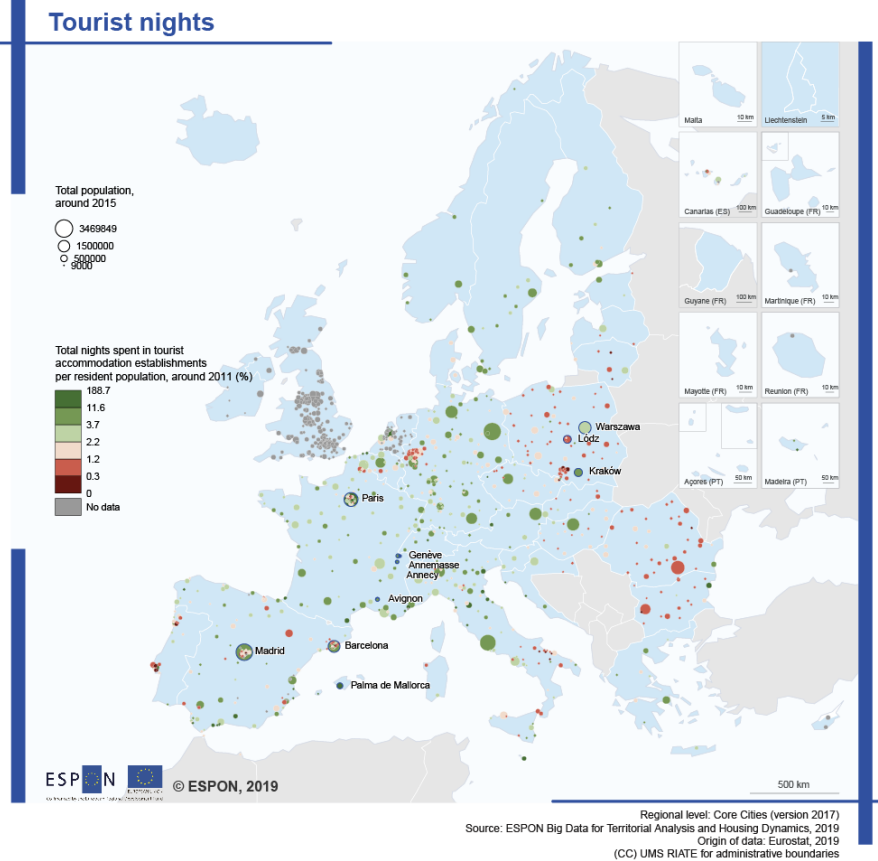 Tourist nights
Total population,
around 2015
3469849
1500000
500000
9000
Total nights spent in tourist
accommodation establishments
per resident population, around 2011 (%)
188.7
11.6
3.7
2.2
1.2
0.3
0
No data
Malta
10 km
Liechtenstein
5 km
Canarias (ES)
100 km
Guadeloupe (FR)
10 km
Guyane (FR)
100 km
Martinique (FR)
10 km
Mayotte (FR)
10 km
Reunion (FR)
10 km
Açores (PT)
50 km
Madeira (PT)
50 km
Warszawa
Lódz
Kraków
Paris
Genéve
Annemasse
Annecy
Avignon
Madrid
Barcelona
Palma de Mallorca
ESPON
© ESPON, 2019
500 km
Regional level: Core Cities (version 2017)
Source: ESPON Big Data for Territorial Analysis and Housing Dynamics, 2019
Origin of data: Eurostat, 2019
(CC) UMS RIATE for administrative boundaries